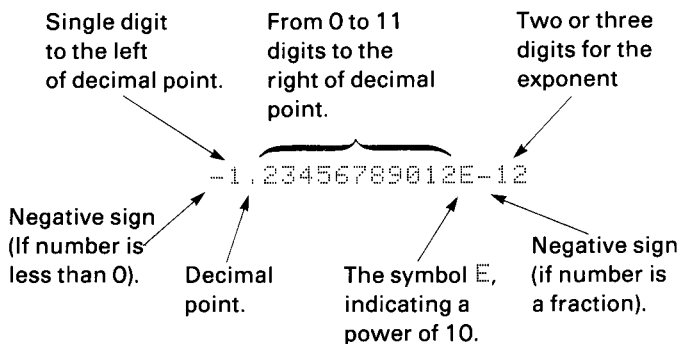 Single digit
to the left
of decimal point.
From 0 to 11
digits to the
right of decimal
point.
Two or three
digits for the
exponent
-1.23456789012E-12
Negative sign
(If number is
less than 0).
Decimal
point.
The symbol E,
indicating a
power of 10.
Negative sign
(if number is
a fraction).